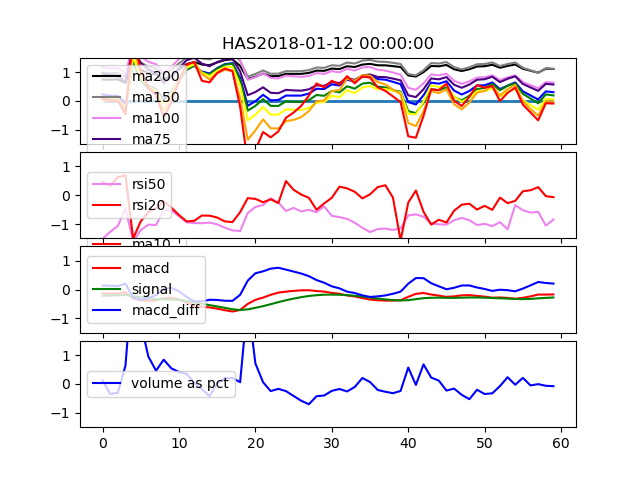 HAS2018-01-12 00:00:00
1
0
−1
ma200
ma150
ma100
ma75
1
0
−1
rsi50
rsi20
ma10
1
0
−1
macd
signal
macd_diff
1
0
−1
volume as pct
0 10 20 30 40 50 60